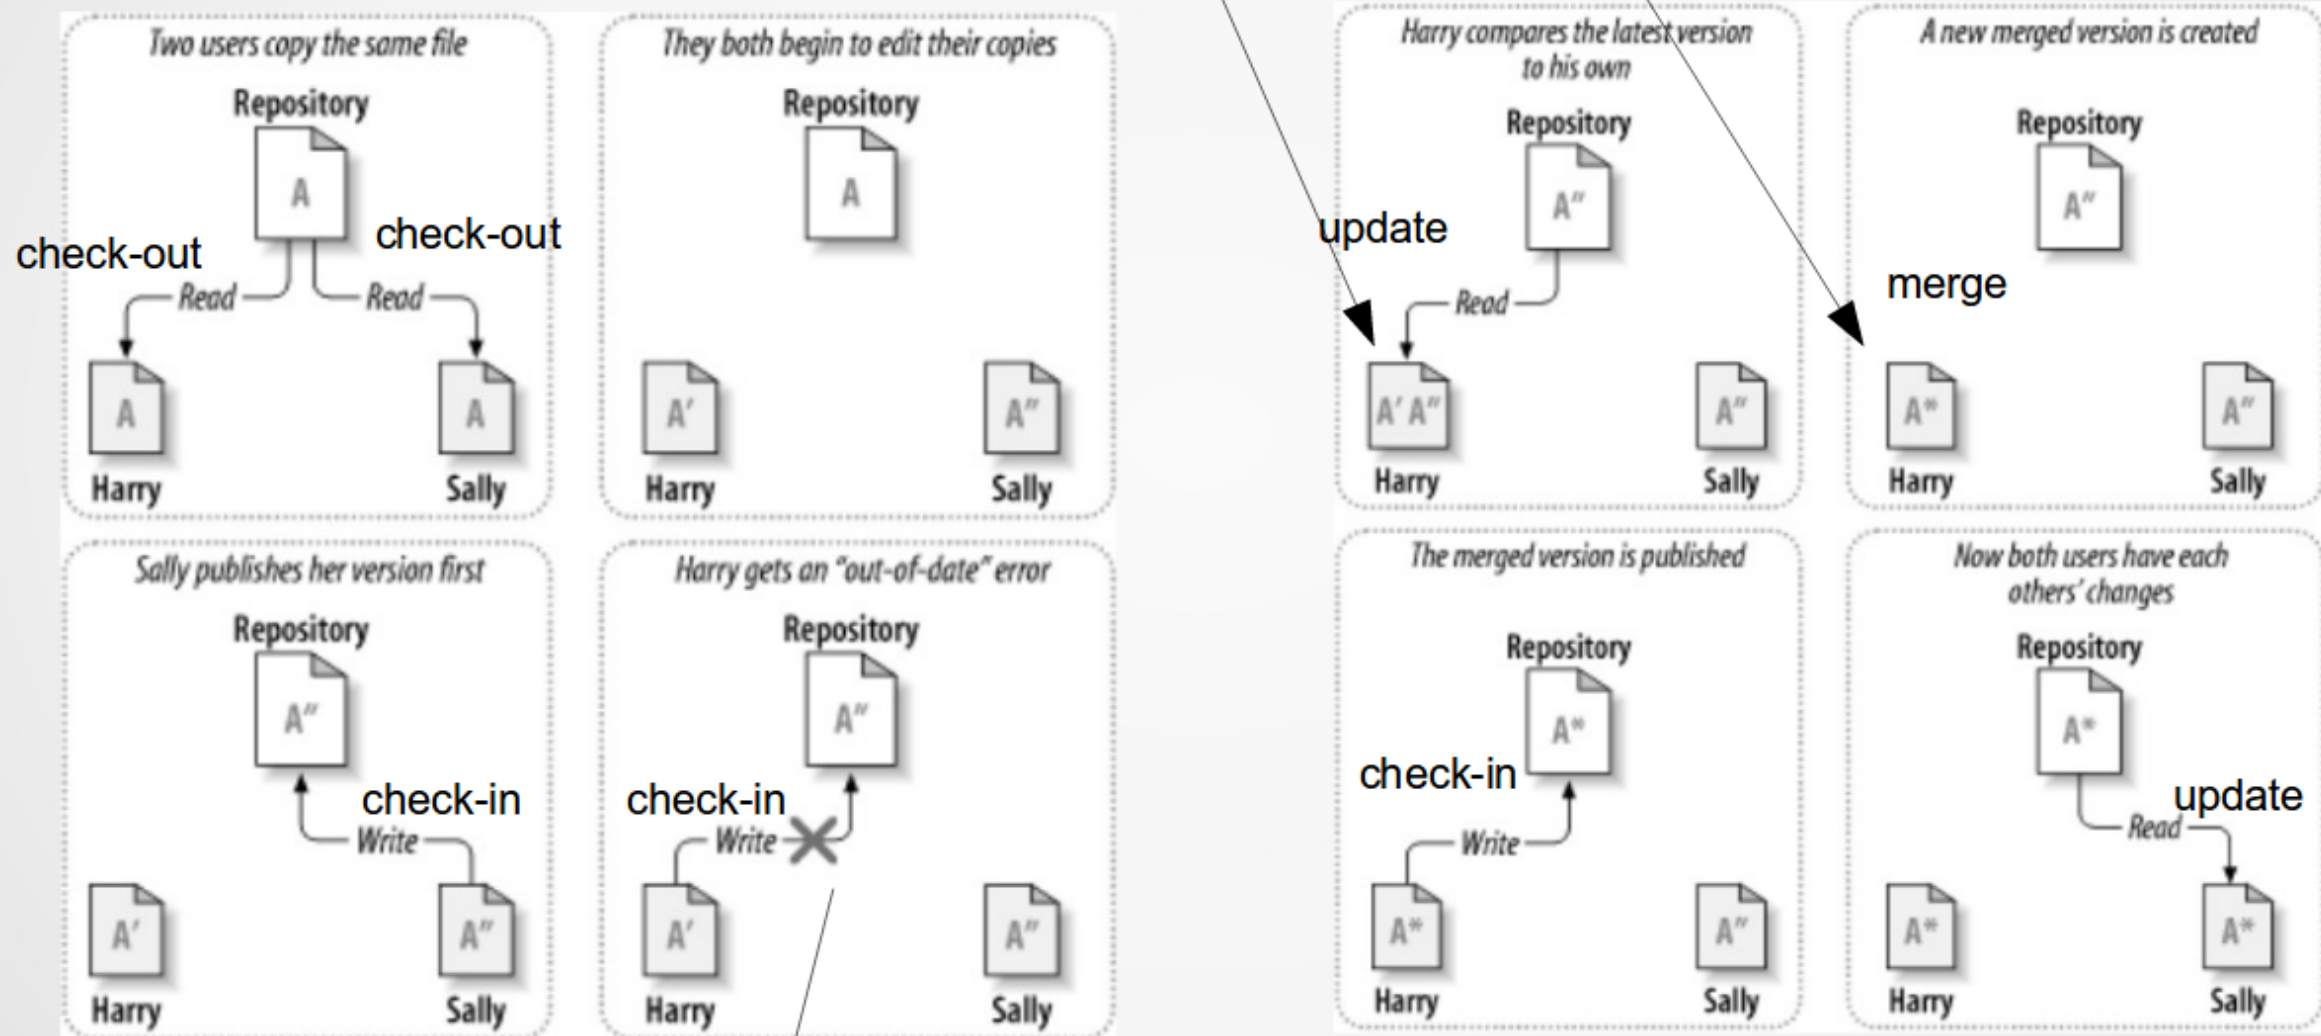 Two users copy the same file
Repository
A
check-out
check-out
Read
Read
A
A
Harry
Sally
They both begin to edit their copies
Repository
A
A′
A″
Harry
Sally
Sally publishes her version first
Repository
A″
check-in
Write
A′
A″
Harry
Sally
Harry gets an "out-of-date" error
Repository
A″
check-in
Write
A′
A″
Harry
Sally
Harry compares the latest version
to his own
Repository
A″
update
Read
A′ A″
A″
Harry
Sally
A new merged version is created
Repository
A″
merge
A*
A″
Harry
Sally
The merged version is published
Repository
A*
check-in
Write
A*
A″
Harry
Sally
Now both users have each
others' changes
Repository
A*
update
Read
A*
A*
Harry
Sally